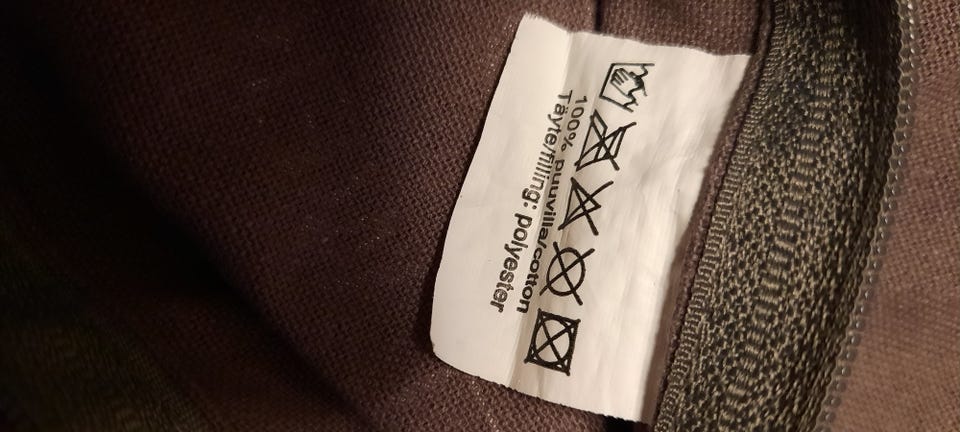 100% puuvilla/cotton
Täyte/filling: polyester